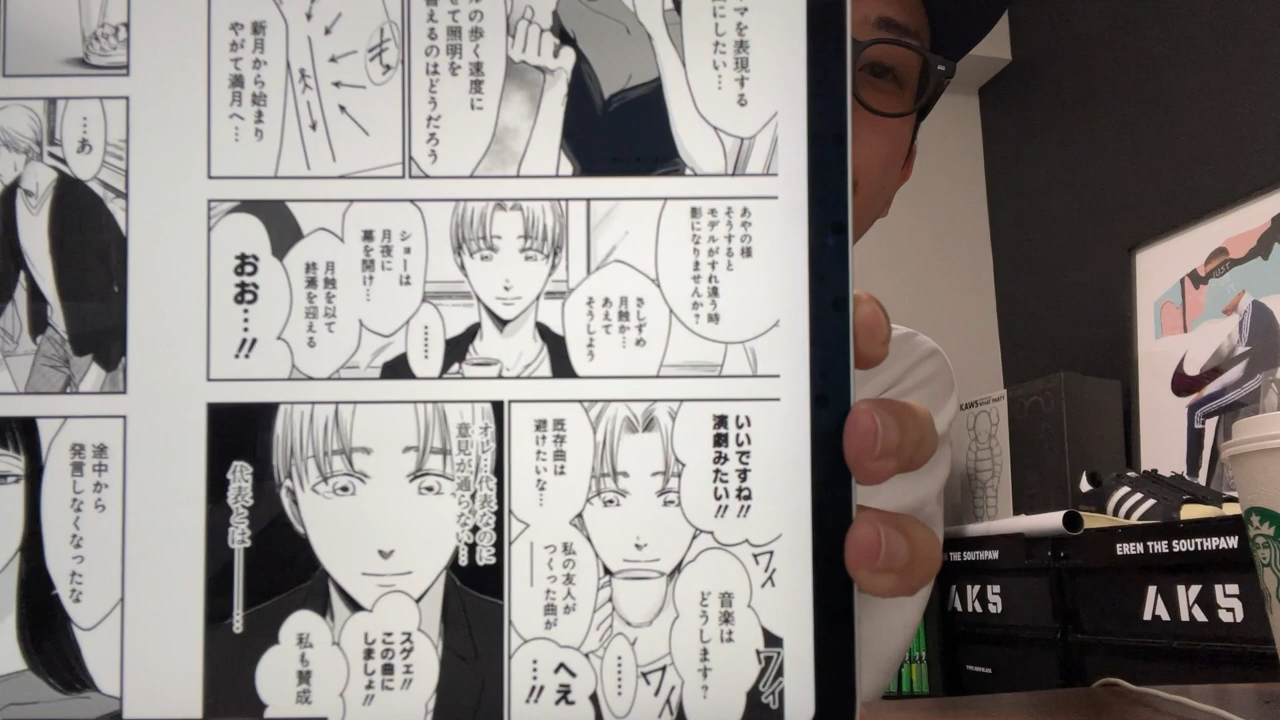 マを表現する
にしたい…
ルの歩く速度に
せて照明を
替えるのはどうだろう
も
新月から始まり
やがて満月へ…
あやの様
そうすると
モデルがすれ違う時
影になりませんか?
さしずめ
月蝕か…
あえて
そうしよう
……
ショーは
月夜に
幕を開け…
月蝕を以て
終焉を迎える
おお…!!
いいですね!!
演劇みたい!!
ワイ
音楽は
どうします?
ワイ
ワイ
既存曲は
避けたいな…
私の友人が
つくった曲が
……
へえ
…!!
オレ…代表なのに
意見が通らない…
スゲェ!!
この曲に
しましょ!!
私も賛成
代表とは
…あ
途中から
発言しなくなったな
JUST
KAWS WHAT PARTY
EREN THE SOUTHPAW
AK5
EREN THE SOUTHPAW
AK5